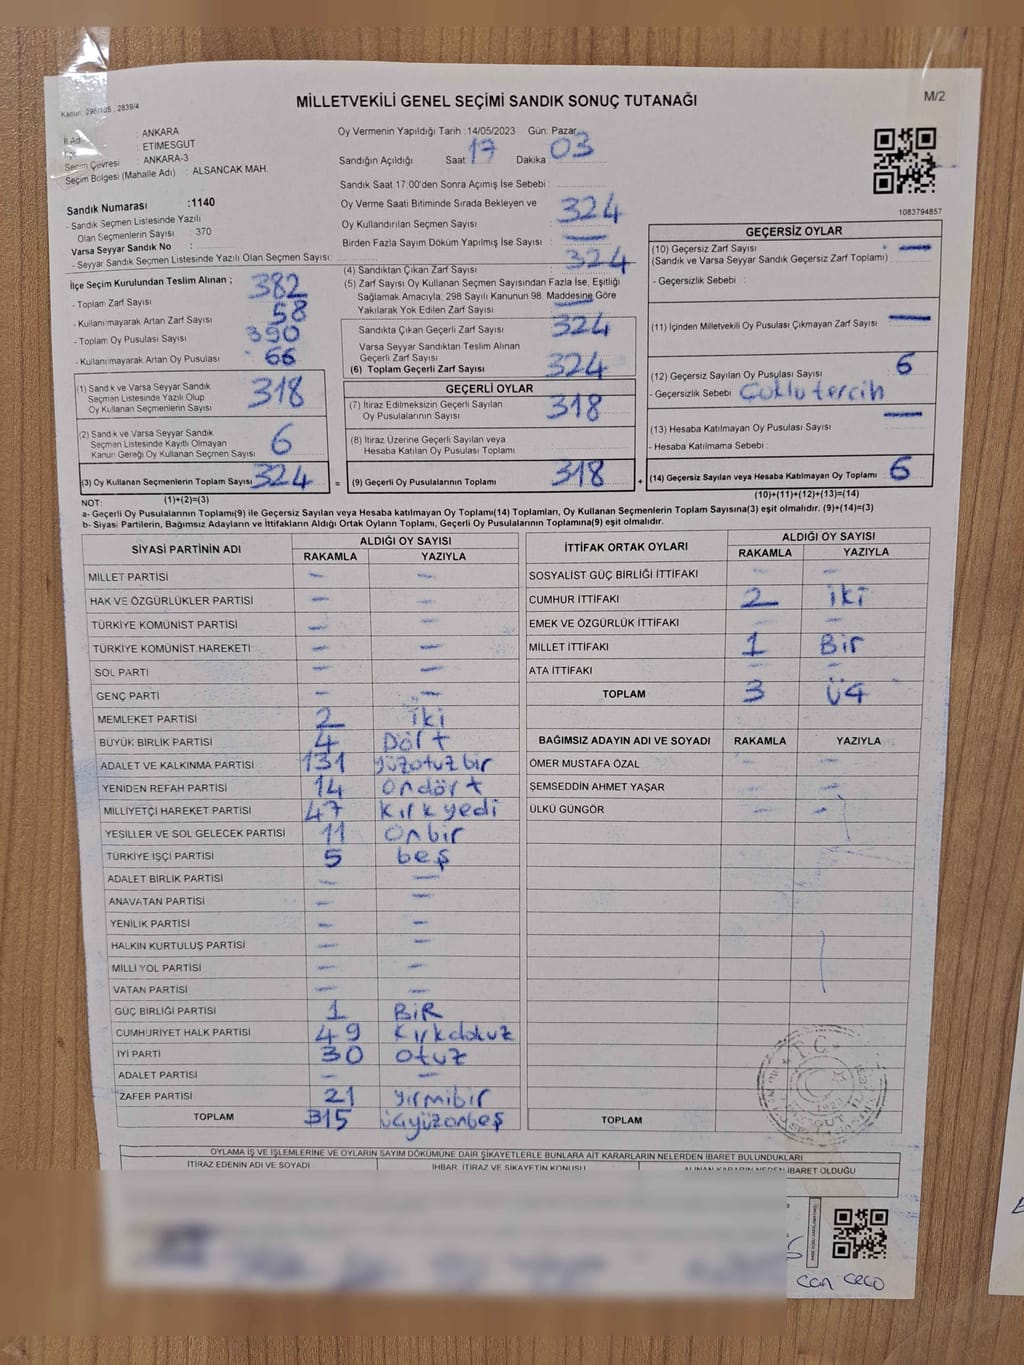 Kanun: 298/105 , 2839/4
MİLLETVEKİLİ GENEL SEÇİMİ SANDIK SONUÇ TUTANAĞI
M/2
: ANKARA
: ETIMESGUT
Seçim Çevresi : ANKARA-3
Seçim Bölgesi (Mahalle Adı) : ALSANCAK MAH.
Sandık Numarası :1140
- Sandık Seçmen Listesinde Yazılı
Olan Seçmenlerin Sayısı : 370
Varsa Seyyar Sandık No :
- Seyyar Sandık Seçmen Listesinde Yazılı Olan Seçmen Sayısı:
Oy Vermenin Yapıldığı Tarih :14/05/2023 Gün: Pazar
Sandığın Açıldığı Saat 17 Dakika 03
Sandık Saat 17:00'den Sonra Açımış İse Sebebi :
Oy Verme Saati Bitiminde Sırada Bekleyen ve
Oy Kullandırılan Seçmen Sayısı 324
Birden Fazla Sayım Döküm Yapılmış İse Sayısı : -
1083794857
İlçe Seçim Kurulundan Teslim Alınan ;
- Toplam Zarf Sayısı 382
- Kullanımayarak Artan Zarf Sayısı 58
- Toplam Oy Pusulası Sayısı 390
- Kullanımayarak Artan Oy Pusulası 66
(1) Sandık ve Varsa Seyyar Sandık
Seçmen Listesinde Yazılı Olup
Oy Kullanan Seçmenlerin Sayısı 318
(2) Sandık ve Varsa Seyyar Sandık
Seçmen Listesinde Kayıtlı Olmayan
Kanun Gereği Oy Kullanan Seçmen Sayısı 6
(3) Oy Kullanan Seçmenlerin Toplam Sayısı 324 =
(1)+(2)=(3)
(4) Sandıktan Çıkan Zarf Sayısı 324
(5) Zarf Sayısı Oy Kullanan Seçmen Sayısından Fazla İse, Eşitliği
Sağlamak Amacıyla, 298 Sayılı Kanunun 98. Maddesine Göre
Yakılarak Yok Edilen Zarf Sayısı -
Sandıkta Çıkan Geçerli Zarf Sayısı 324
Varsa Seyyar Sandıktan Teslim Alınan
Geçerli Zarf Sayısı
(6) Toplam Geçerli Zarf Sayısı 324
GEÇERLİ OYLAR
(7) İtiraz Edilmeksizin Geçerli Sayılan
Oy Pusulalarının Sayısı 318
(8) İtiraz Üzerine Geçerli Sayılan veya
Hesaba Katılan Oy Pusulası Toplamı
(9) Geçerli Oy Pusulalarının Toplamı 318 +
GEÇERSİZ OYLAR
(10) Geçersiz Zarf Sayısı : -
(Sandık ve Varsa Seyyar Sandık Geçersiz Zarf Toplamı)
- Geçersizlik Sebebi :
(11) İçinden Milletvekili Oy Pusulası Çıkmayan Zarf Sayısı -
(12) Geçersiz Sayılan Oy Pusulası Sayısı 6
- Geçersizlik Sebebi Çoklu tercih
(13) Hesaba Katılmayan Oy Pusulası Sayısı -
- Hesaba Katılmama Sebebi :
(14) Geçersiz Sayılan veya Hesaba Katılmayan Oy Toplamı 6
(10)+(11)+(12)+(13)=(14)
NOT:
a- Geçerli Oy Pusulasının Toplamı(9) ile Geçersiz Sayılan veya Hesaba katılmayan Oy Toplamı(14) Toplamları, Oy Kullanan Seçmenlerin Toplam Sayısına(3) eşit olmalıdır. (9)+(14)=(3)
b- Siyasi Partilerin, Bağımsız Adayların ve İttifakların Aldığı Ortak Oyların Toplamı, Geçerli Oy Pusulalarının Toplamına(9) eşit olmalıdır.
SİYASİ PARTİNİN ADI ALDIĞI OY SAYISI
RAKAMLA YAZIYLA
MİLLET PARTİSİ - -
HAK VE ÖZGÜRLÜKLER PARTİSİ - -
TÜRKİYE KOMÜNİST PARTİSİ - -
TÜRKİYE KOMÜNİST HAREKETİ - -
SOL PARTİ - -
GENÇ PARTİ - -
MEMLEKET PARTİSİ 2 iki
BÜYÜK BİRLİK PARTİSİ 4 Dört
ADALET VE KALKINMA PARTİSİ 131 yüzotuzbir
YENİDEN REFAH PARTİSİ 14 ondört
MİLLİYETÇİ HAREKET PARTİSİ 47 kırkyedi
YEŞİLLER VE SOL GELECEK PARTİSİ 11 onbir
TÜRKİYE İŞÇİ PARTİSİ 5 beş
ADALET BİRLİK PARTİSİ - -
ANAVATAN PARTİSİ - -
YENİLİK PARTİSİ - -
HALKIN KURTULUŞ PARTİSİ - -
MİLLİ YOL PARTİSİ - -
VATAN PARTİSİ - -
GÜÇ BİRLİĞİ PARTİSİ 1 BİR
CUMHURİYET HALK PARTİSİ 49 kırkdokuz
İYİ PARTİ 30 otuz
ADALET PARTİSİ - -
ZAFER PARTİSİ 21 yirmibir
TOPLAM 315 üçyüzonbeş
İTTİFAK ORTAK OYLARI ALDIĞI OY SAYISI
RAKAMLA YAZIYLA
SOSYALİST GÜÇ BİRLİĞİ İTTİFAKI - -
CUMHUR İTTİFAKI 2 iki
EMEK VE ÖZGÜRLÜK İTTİFAKI - -
MİLLET İTTİFAKI 1 Bir
ATA İTTİFAKI - -
TOPLAM 3 üç
BAĞIMSIZ ADAYIN ADI VE SOYADI RAKAMLA YAZIYLA
ÖMER MUSTAFA ÖZAL - -
ŞEMSEDDİN AHMET YAŞAR - -
ÜLKÜ GÜNGÖR - -
TOPLAM
T.C.
OYLAMA İŞ VE İŞLEMLERİNE VE OYLARIN SAYIM DÖKÜMÜNE DAİR ŞİKAYETLERLE BUNLARA AİT KARARLARIN NELERDEN İBARET BULUNDUKLARI
İTİRAZ EDENİN ADI VE SOYADI İHBAR, İTİRAZ VE ŞİKAYETİN KONUSU ALINAN KARARIN NEDEN İBARET OLDUĞU
can